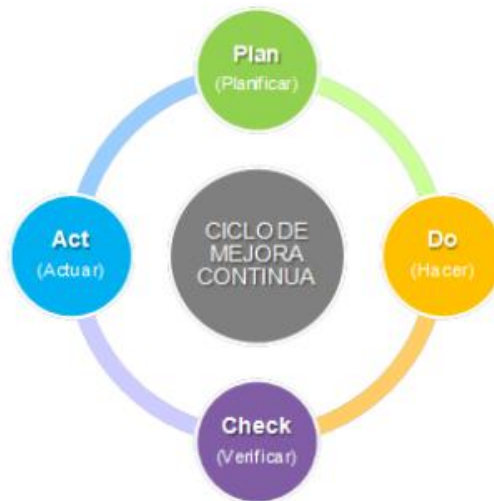 Plan
(Planificar)
Act
(Actuar)
CICLO DE
MEJORA
CONTINUA
Do
(Hacer)
Check
(Verificar)